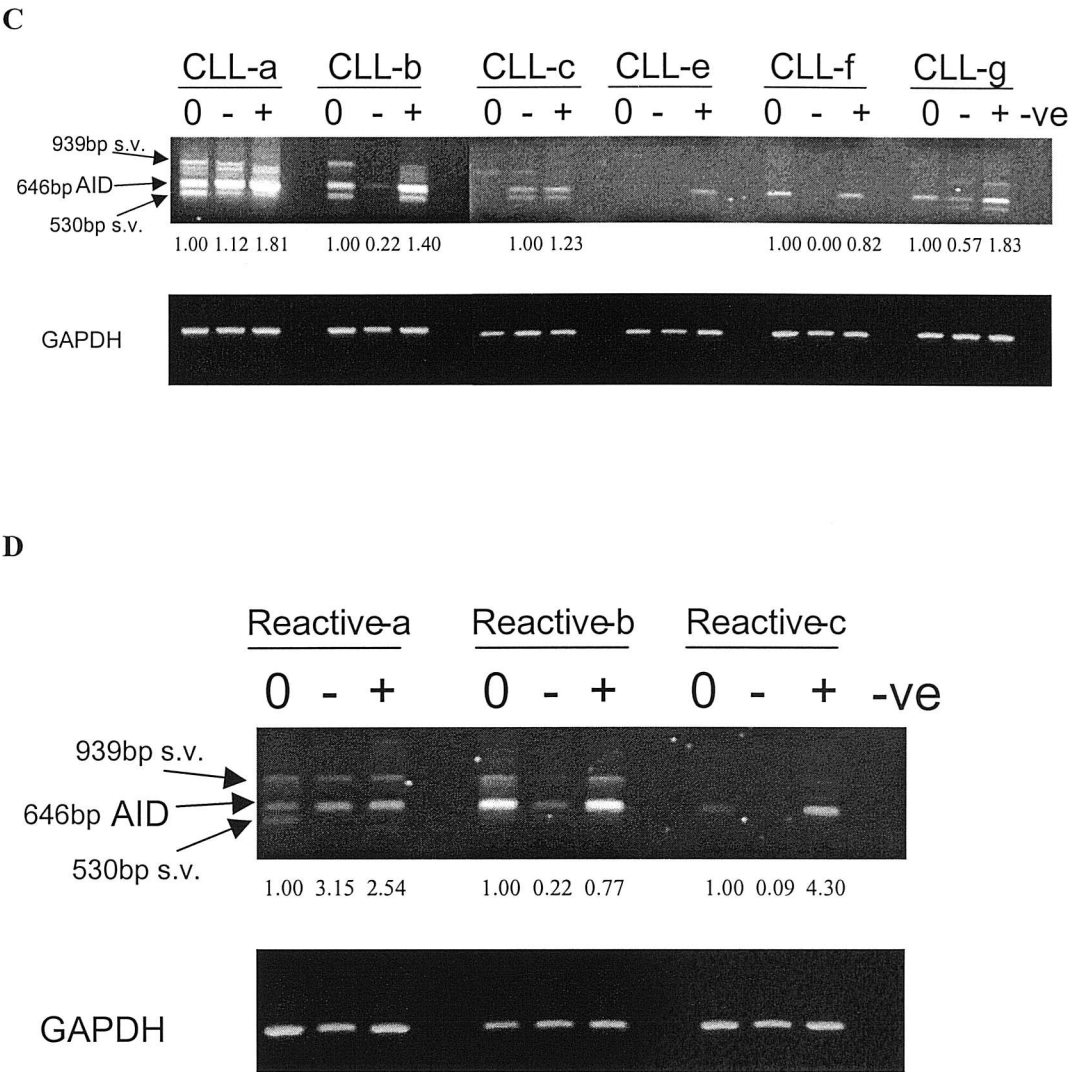 C
CLL-a CLL-b CLL-c CLL-e CLL-f CLL-g
0 - + 0 - + 0 - + 0 - + 0 - + 0 - + -ve
939bp s.v.
646bp AID
530bp s.v.
1.00 1.12 1.81 1.00 0.22 1.40 1.00 1.23 1.00 0.00 0.82 1.00 0.57 1.83
GAPDH
D
Reactive-a Reactive-b Reactive-c
0 - + 0 - + 0 - + -ve
939bp s.v.
646bp AID
530bp s.v.
1.00 3.15 2.54 1.00 0.22 0.77 1.00 0.09 4.30
GAPDH